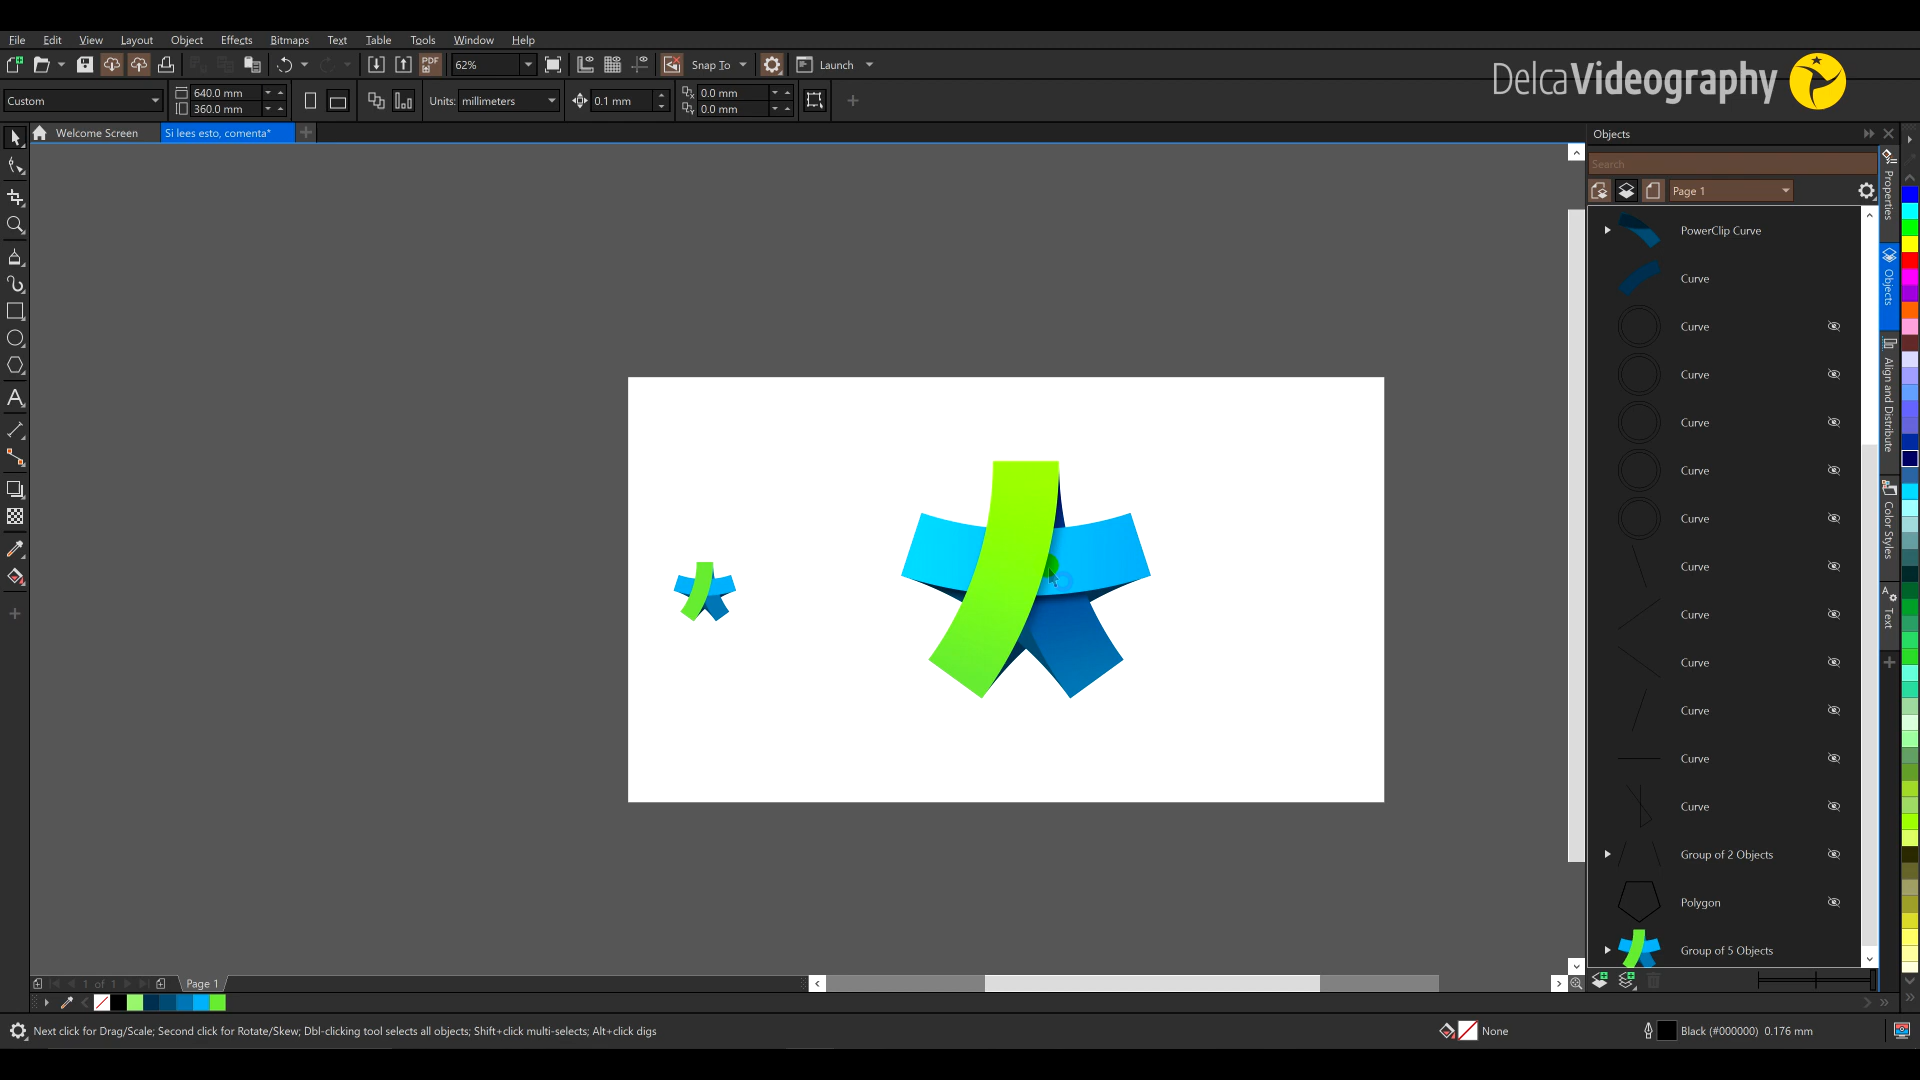 File Edit View Layout Object Effects Bitmaps Text Table Tools Window Help
PDF 62% Snap To Launch
DelcaVideography
Custom 640.0 mm 360.0 mm Units: millimeters 0.1 mm 0.0 mm 0.0 mm
Welcome Screen Si lees esto, comenta*
Objects
Search
Page 1
PowerClip Curve
Curve
Curve
Curve
Curve
Curve
Curve
Curve
Curve
Curve
Curve
Curve
Curve
Group of 2 Objects
Polygon
Group of 5 Objects
Properties
Objects
Align and Distribute
Color Styles
Text
1 of 1 Page 1
Next click for Drag/Scale; Second click for Rotate/Skew; Dbl-clicking tool selects all objects; Shift+click multi-selects; Alt+click digs
None Black (#000000) 0.176 mm